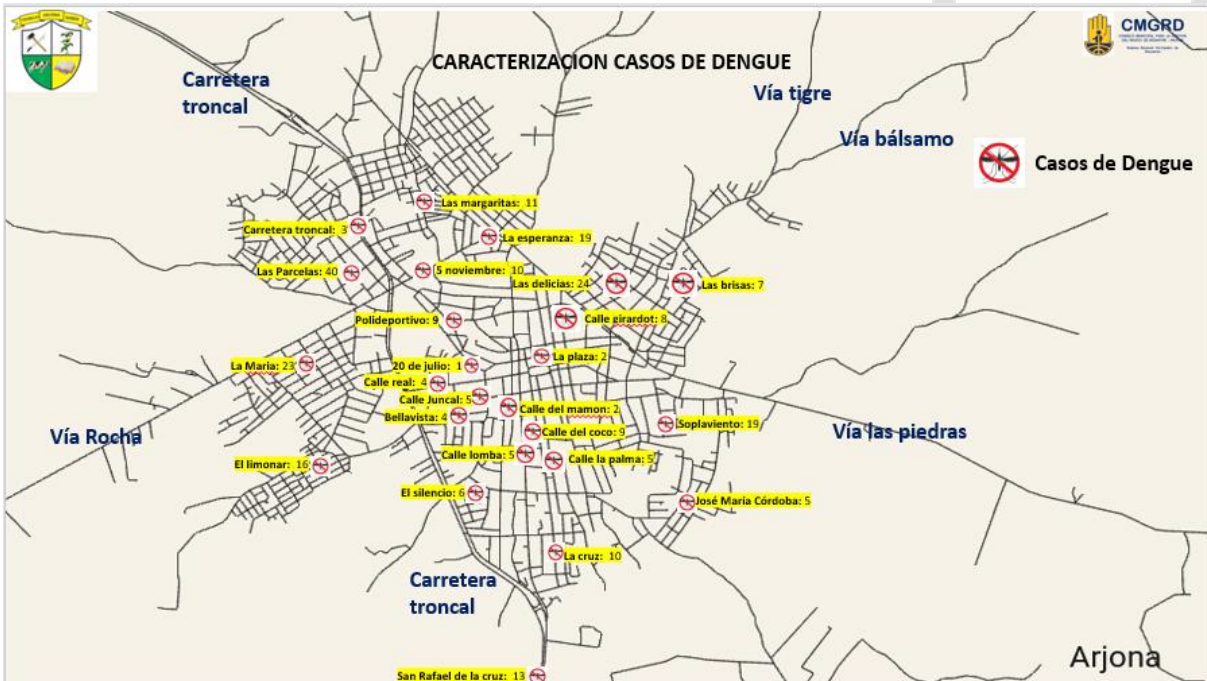 CMGRD
CARACTERIZACION CASOS DE DENGUE
Carretera
troncal
Vía tigre
Vía bálsamo
Casos de Dengue
Las margaritas: 11
Carretera troncal: 3
La esperanza: 19
Las Parcelas: 40
5 noviembre: 10
Las delicias: 24
Las brisas: 7
Polideportivo: 9
Calle girardot: 8
La Maria: 23
20 de julio: 1
La plaza: 2
Calle real: 4
Calle Juncal: 5
Bellavista: 4
Calle del mamon: 2
Vía Rocha
Calle del coco: 9
Soplaviento: 19
Vía las piedras
El limonar: 16
Calle lomba: 5
Calle la palma: 5
El silencio: 6
José María Córdoba: 5
La cruz: 10
Carretera
troncal
San Rafael de la cruz: 13
Arjona